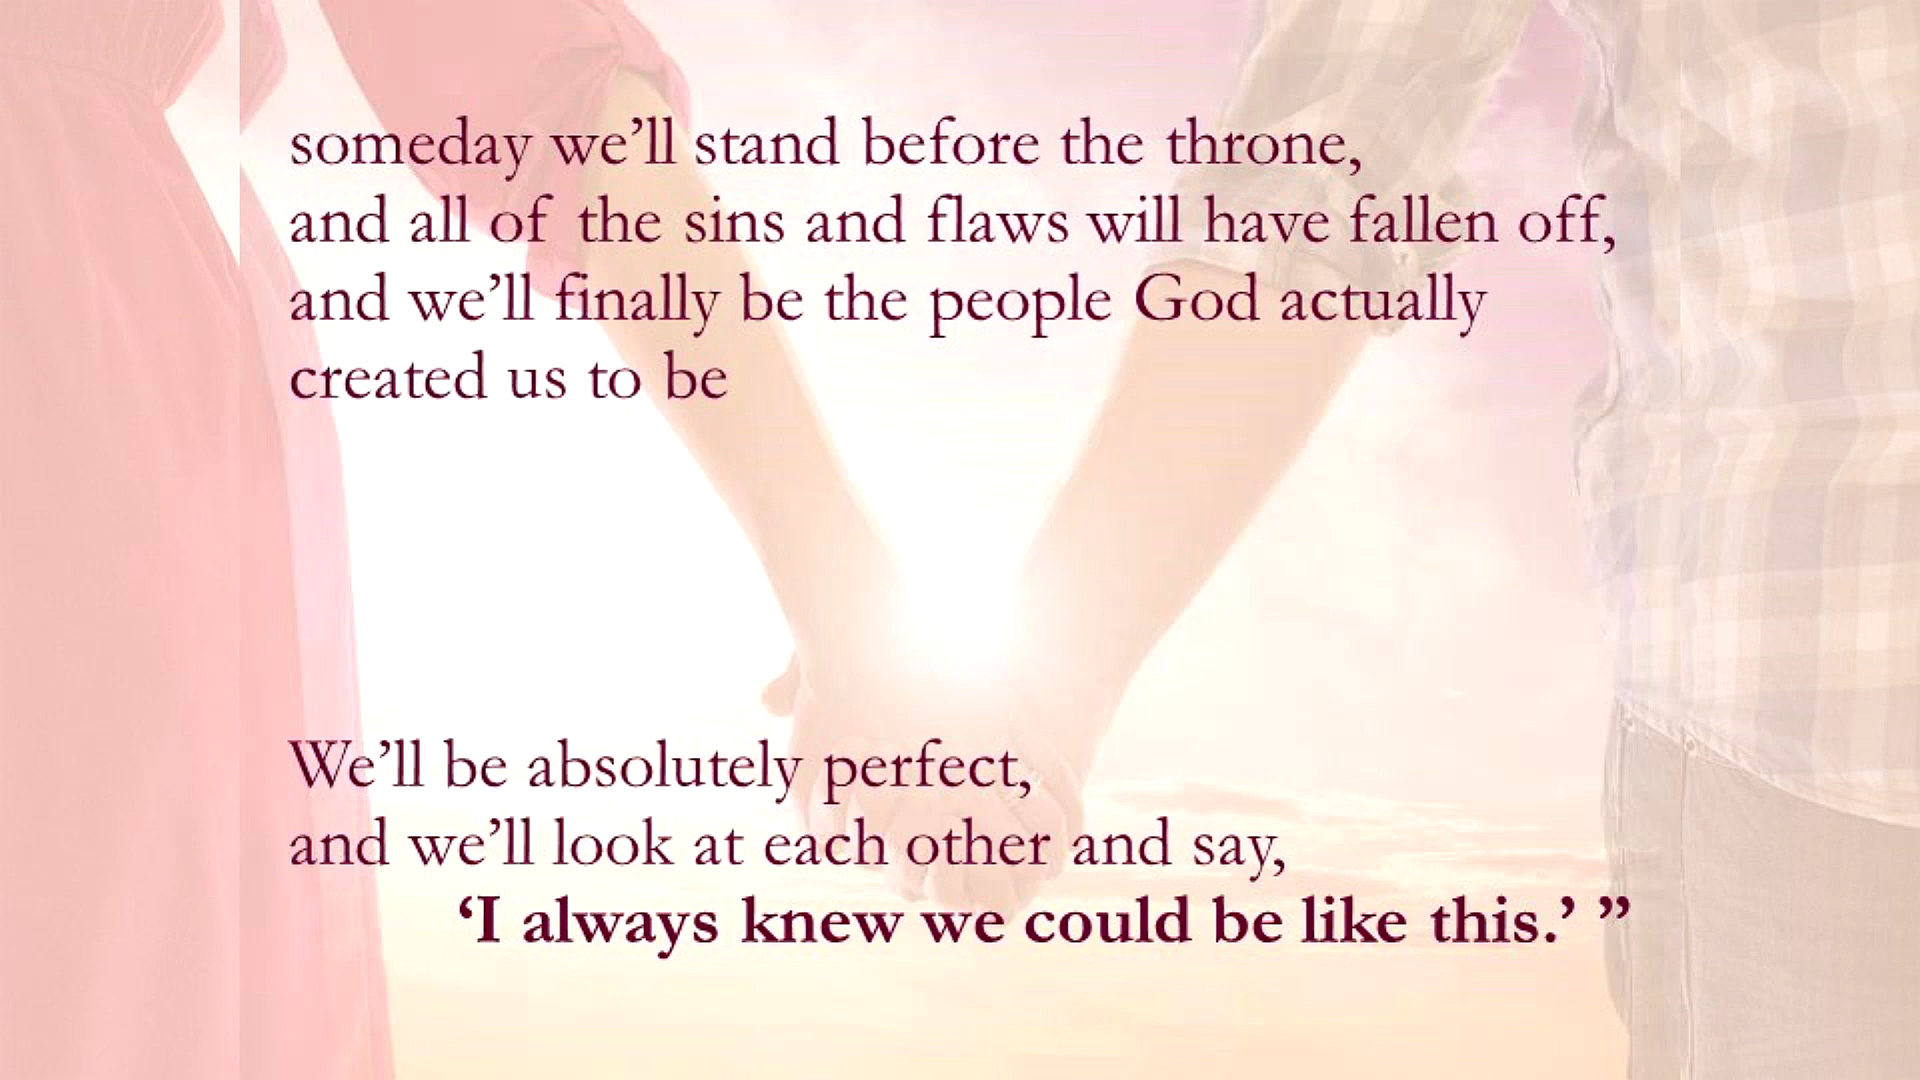 someday we’ll stand before the throne,
and all of the sins and flaws will have fallen off,
and we’ll finally be the people God actually
created us to be
We’ll be absolutely perfect,
and we’ll look at each other and say,
‘I always knew we could be like this.’ ”